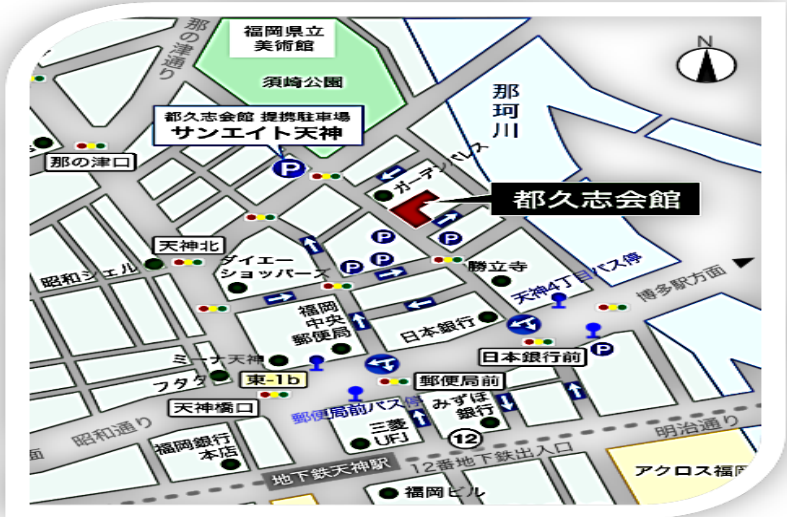 那の津通り
福岡県立
美術館
須崎公園
N
那珂川
都久志会館 提携駐車場
サンエイト天神
P
那の津口
ガーデンパレス
都久志会館
天神北
昭和シェル
ダイエー
ショッパーズ
P
P
P
P
勝立寺
天神4丁目バス停
博多駅方面
福岡
中央
郵便局
日本銀行
日本銀行前
P
ミーナ天神
フタタ
東-1b
郵便局前
天神橋口
郵便局前バス停
みずほ
銀行
昭和通り
三菱
UFJ
12
明治通り
福岡銀行
本店
地下鉄天神駅
12番地下鉄出入口
アクロス福岡
福岡ビル